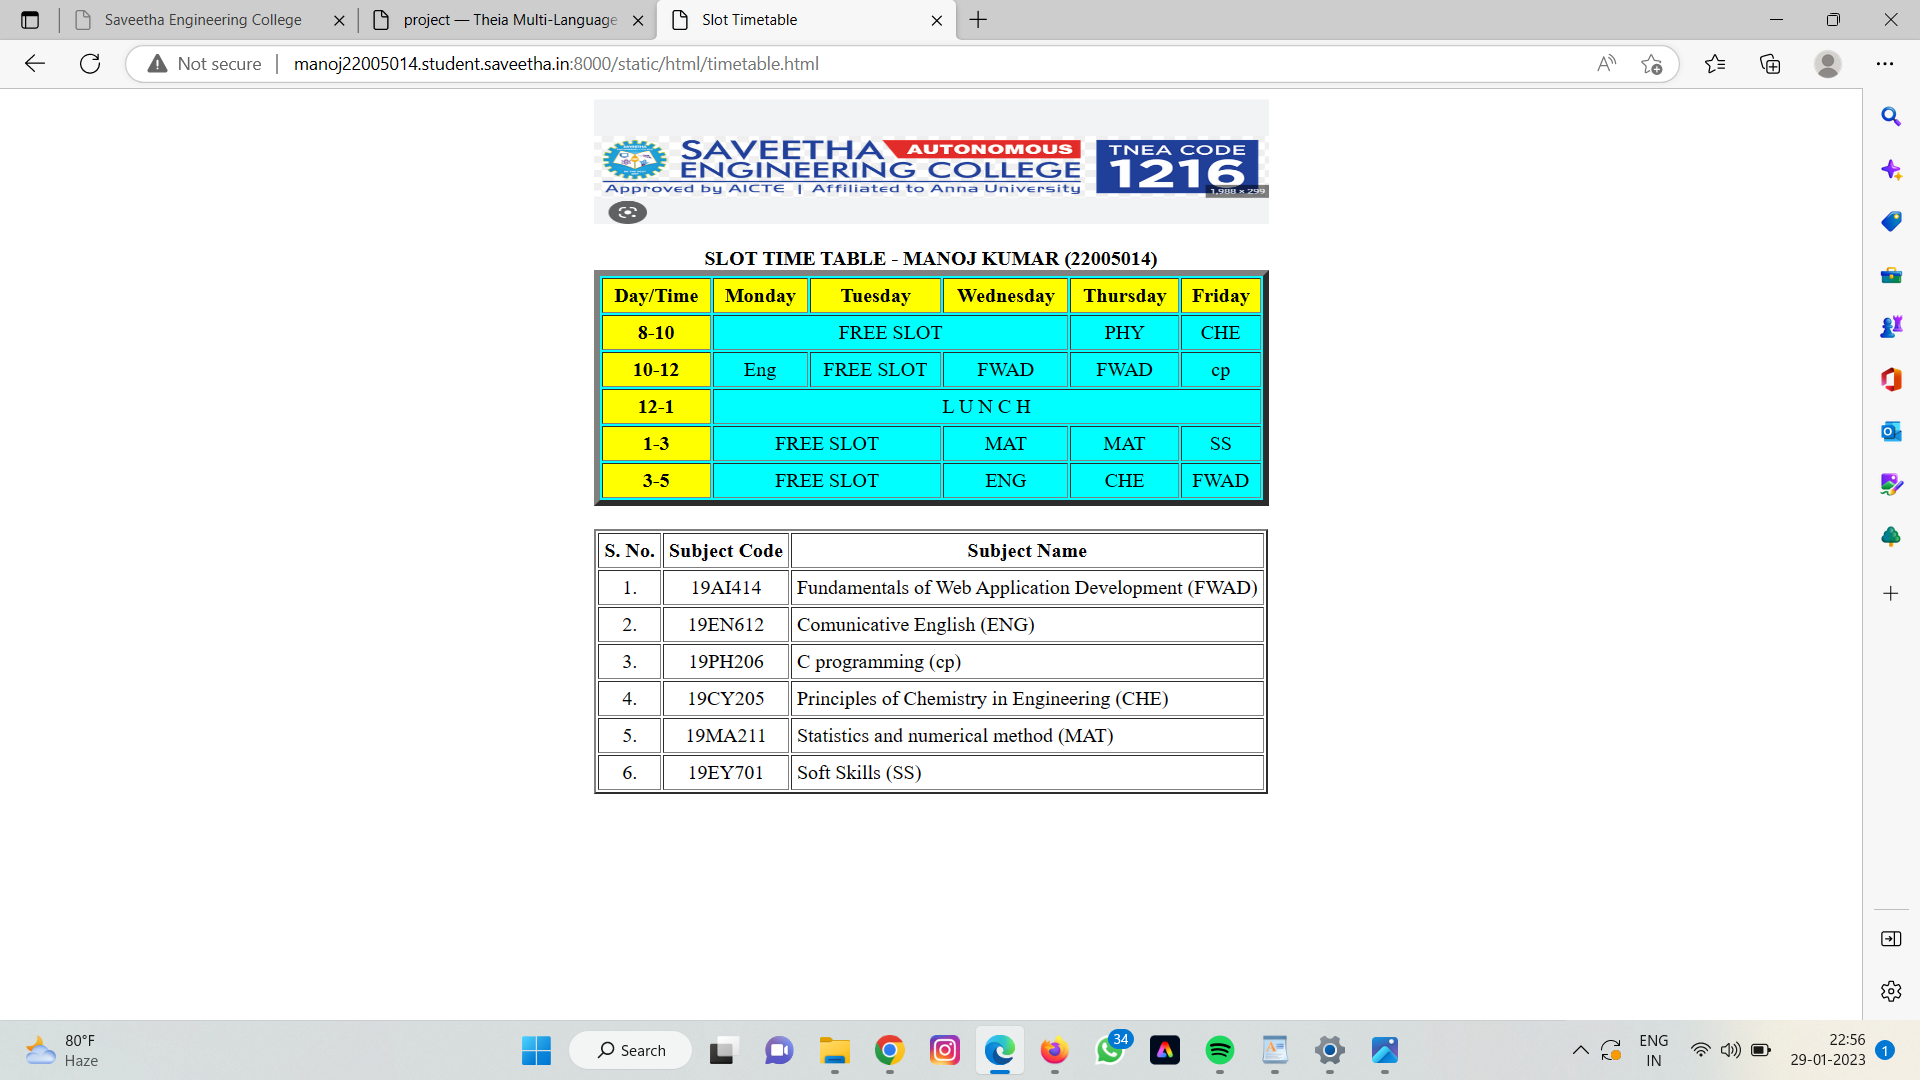 Saveetha Engineering College
project — Theia Multi-Language
Slot Timetable
Not secure
manoj22005014.student.saveetha.in:8000/static/html/timetable.html
SAVEETHA AUTONOMOUS
ENGINEERING COLLEGE
Approved by AICTE | Affiliated to Anna University
TNEA CODE
1216
1,988 × 299
SLOT TIME TABLE - MANOJ KUMAR (22005014)
Day/Time Monday Tuesday Wednesday Thursday Friday
8-10 FREE SLOT PHY CHE
10-12 Eng FREE SLOT FWAD FWAD cp
12-1 L U N C H
1-3 FREE SLOT MAT MAT SS
3-5 FREE SLOT ENG CHE FWAD
S. No. Subject Code Subject Name
1. 19AI414 Fundamentals of Web Application Development (FWAD)
2. 19EN612 Comunicative English (ENG)
3. 19PH206 C programming (cp)
4. 19CY205 Principles of Chemistry in Engineering (CHE)
5. 19MA211 Statistics and numerical method (MAT)
6. 19EY701 Soft Skills (SS)
80°F
Haze
Search
34
ENG
IN
22:56
29-01-2023
1